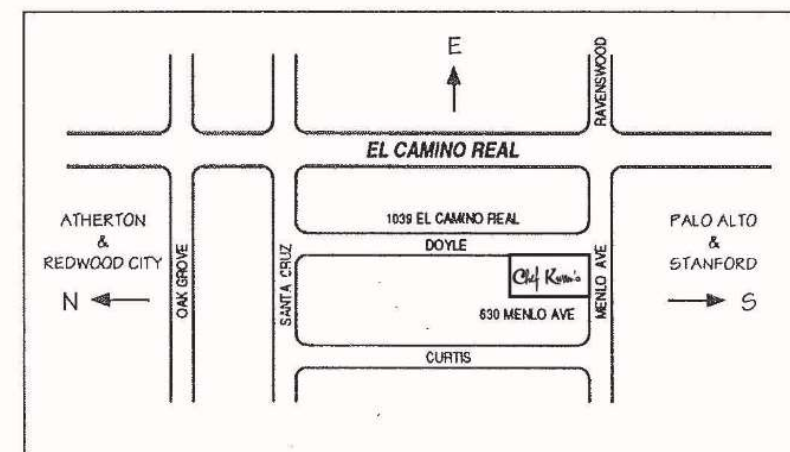 E
RAVENSWOOD
EL CAMINO REAL
ATHERTON
&
REDWOOD CITY
N
OAK GROVE
SANTA CRUZ
1039 EL CAMINO REAL
DOYLE
Chef Kwan's
630 MENLO AVE
MENLO AVE
CURTIS
PALO ALTO
&
STANFORD
S